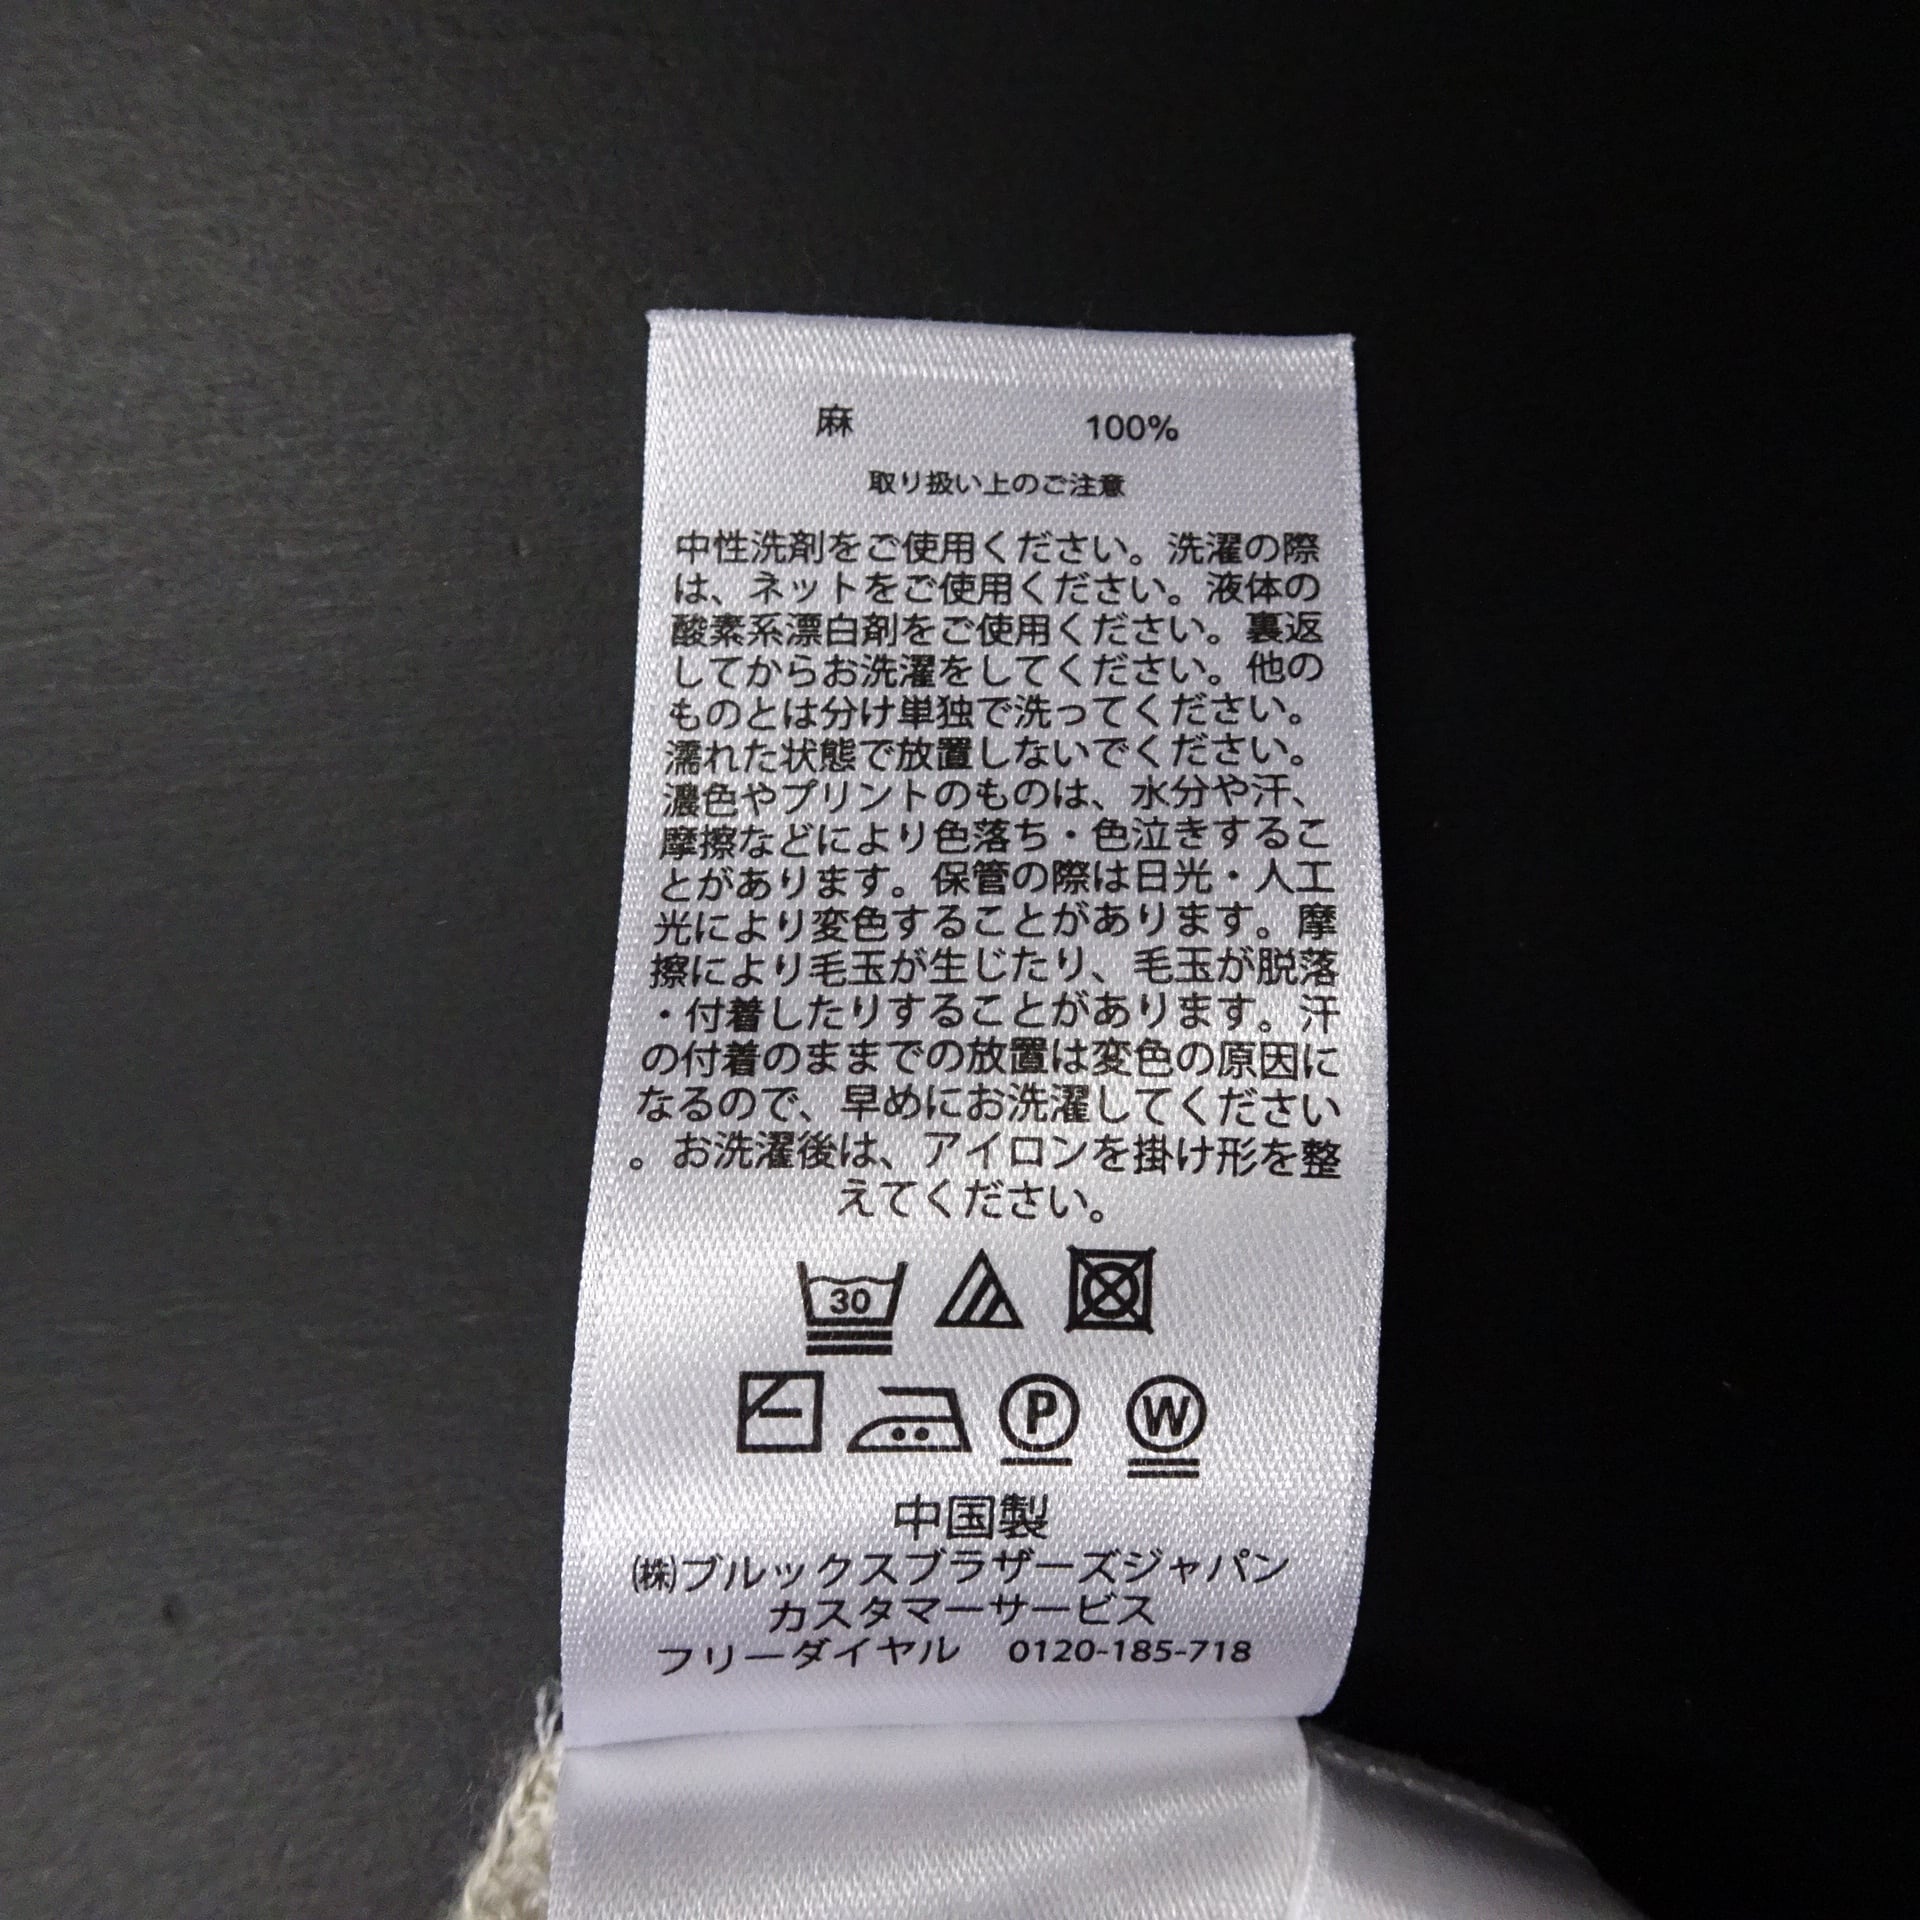 麻 100%
取り扱い上のご注意
中性洗剤をご使用ください。洗濯の際
は、ネットをご使用ください。液体の
酸素系漂白剤をご使用ください。裏返
してからお洗濯をしてください。他の
ものとは分け単独で洗ってください。
濡れた状態で放置しないでください。
濃色やプリントのものは、水分や汗、
摩擦などにより色落ち・色泣きするこ
とがあります。保管の際は日光・人工
光により変色することがあります。摩
擦により毛玉が生じたり、毛玉が脱落
・付着したりすることがあります。汗
の付着のままでの放置は変色の原因に
なるので、早めにお洗濯してください
。お洗濯後は、アイロンを掛け形を整
えてください。
30
P W
中国製
㈱ブルックスブラザーズジャパン
カスタマーサービス
フリーダイヤル 0120-185-718